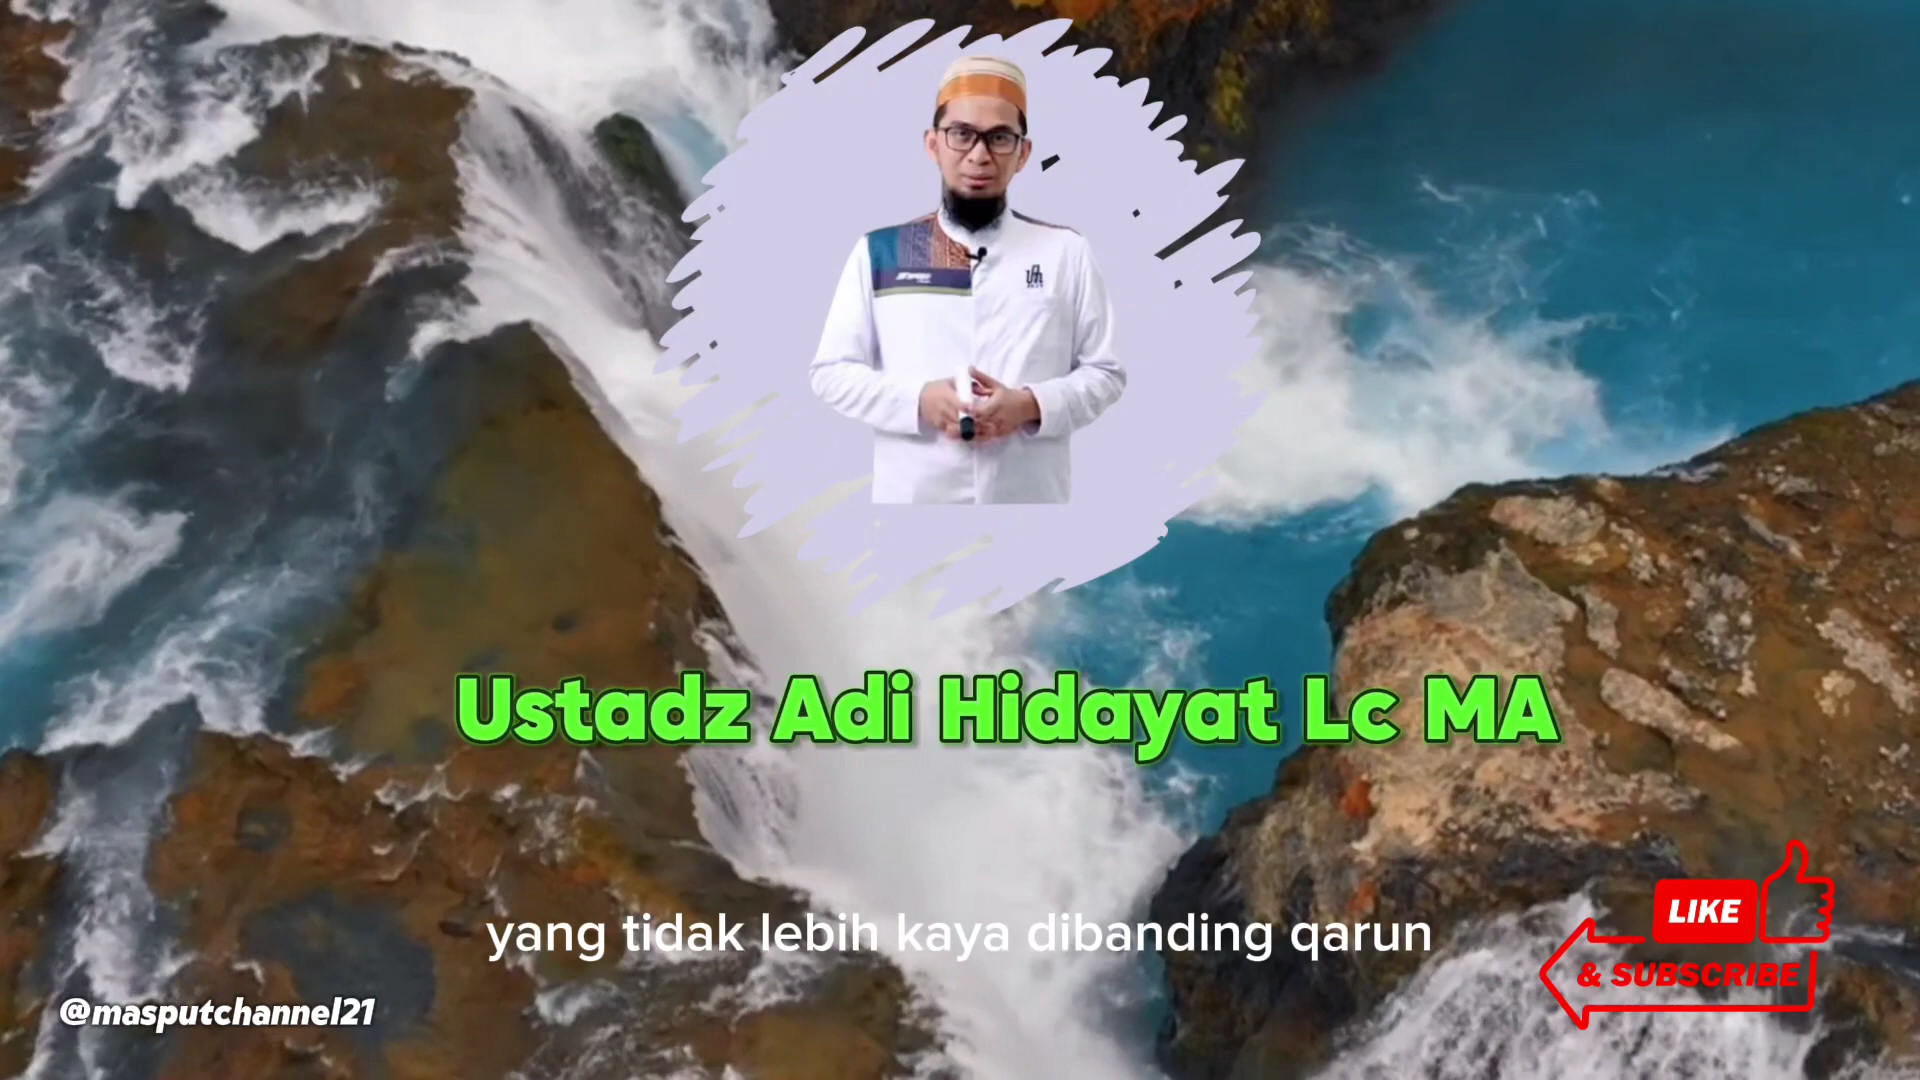 Ustadz Adi Hidayat Lc MA
yang tidak lebih kaya dibanding qarun
LIKE
& SUBSCRIBE
@masputchannel21